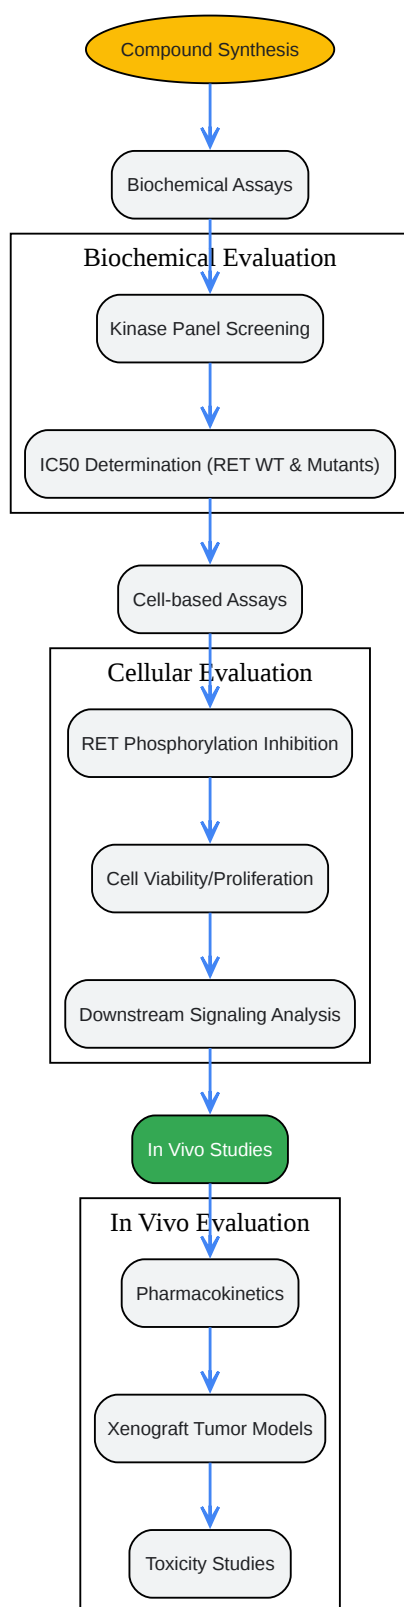 Compound Synthesis
Biochemical Assays
Biochemical Evaluation
Kinase Panel Screening
IC50 Determination (RET WT & Mutants)
Cell-based Assays
Cellular Evaluation
RET Phosphorylation Inhibition
Cell Viability/Proliferation
Downstream Signaling Analysis
In Vivo Studies
In Vivo Evaluation
Pharmacokinetics
Xenograft Tumor Models
Toxicity Studies